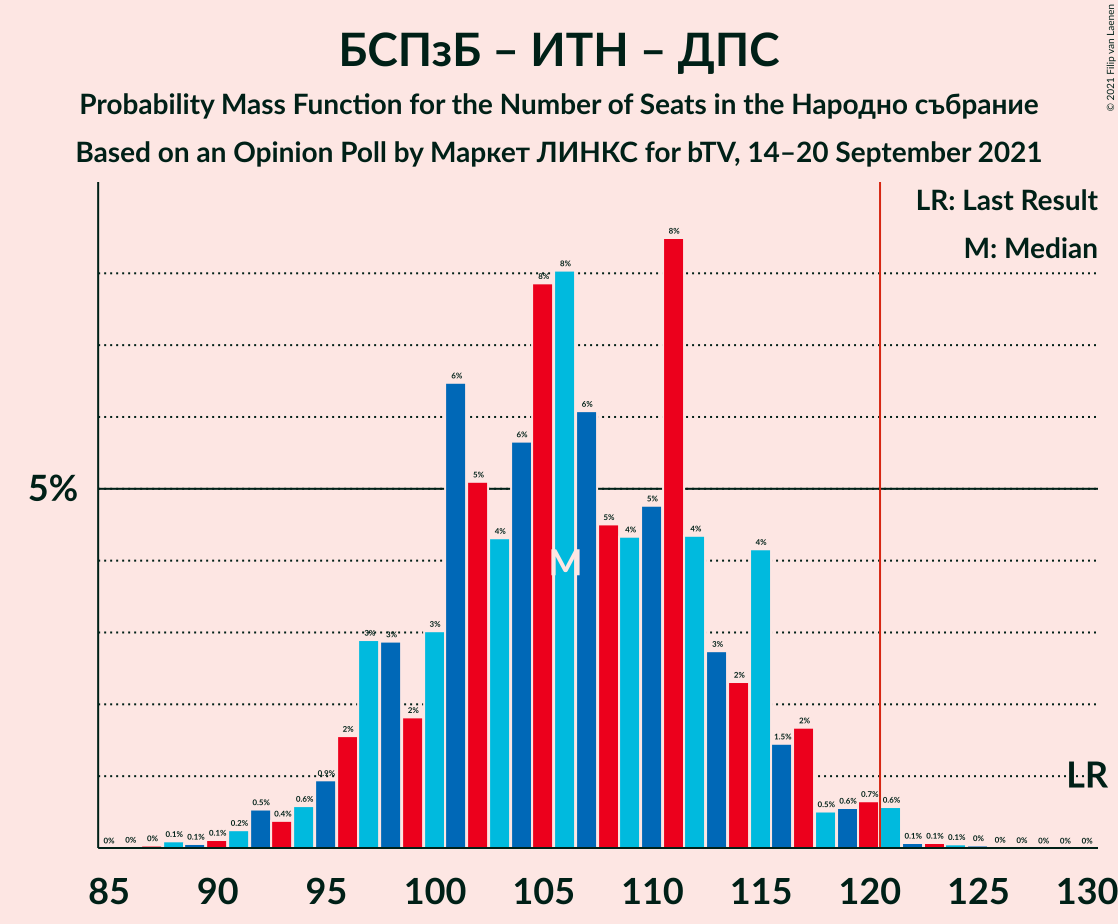 БСПзБ – ИТН – ДПС
Probability Mass Function for the Number of Seats in the Народно събрание
Based on an Opinion Poll by Маркет ЛИНКС for bTV, 14–20 September 2021
© 2021 Filip van Laenen
LR: Last Result
M: Median
5%
0% 0% 0% 0.1% 0.1% 0.1% 0.2% 0.5% 0.4% 0.6% 0.9% 2% 3% 3% 2% 3% 6% 5% 4% 6% 8% 8% 6% 5% 4% 5% 8% 4% 3% 2% 4% 1.5% 2% 0.5% 0.6% 0.7% 0.6% 0.1% 0.1% 0.1% 0% 0% 0% 0% 0% 0%
M
LR
85 90 95 100 105 110 115 120 125 130